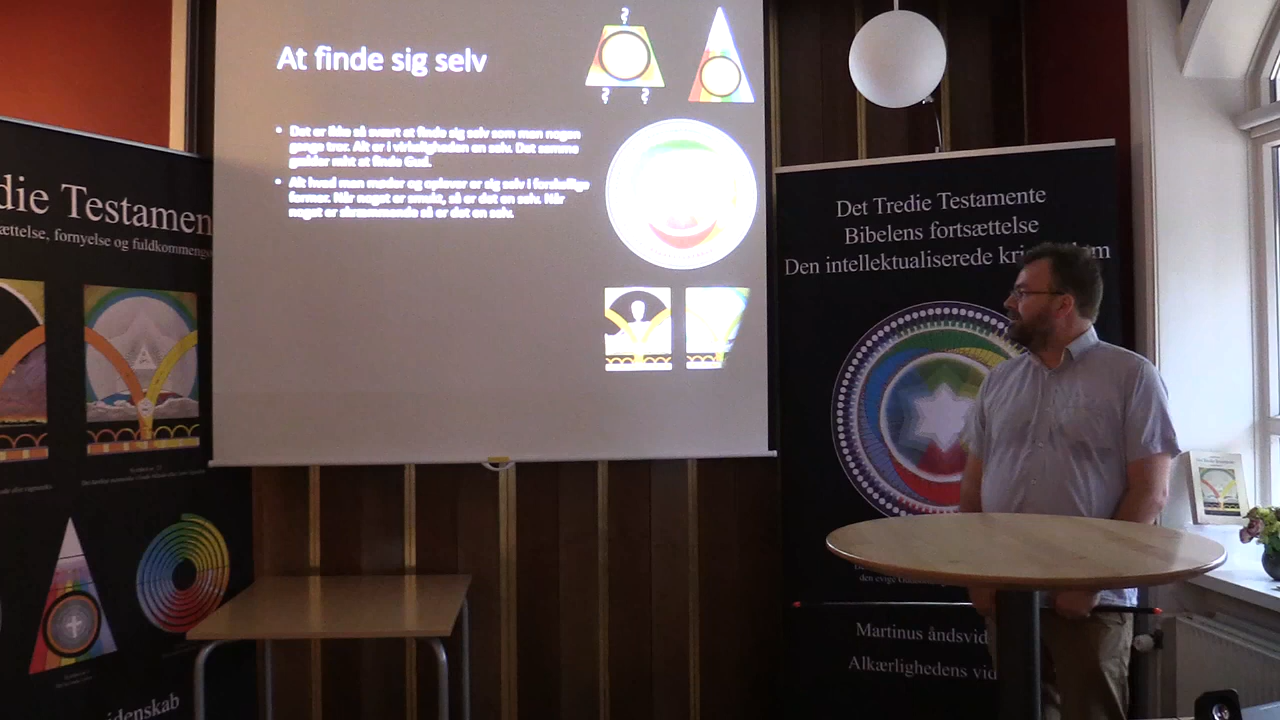 At finde sig selv
• Det er ikke så svært at finde sig selv som man nogen
gange tror. Alt er i virkeligheden en selv. Det samme
gælder mht at finde God.
• Alt hvad man møder og oplever er sig selv i forskellige
former. Når noget er smukt, så er det en selv. Når
noget er skræmmende så er det en selv.
die Testamen
ættelse, fornyelse og fuldkommengø
idenskab
Det Tredie Testamente
Bibelens fortsættelse
Den intellektualiserede kris m
den evige
Martinus åndsvid
Alkærlighedens vid